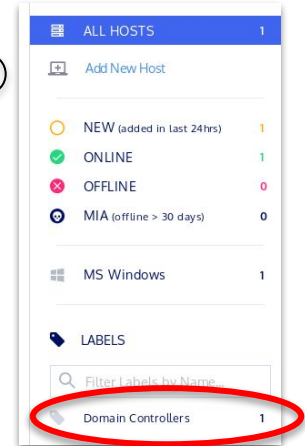 ALL HOSTS 1
Add New Host
NEW (added in last 24hrs) 1
ONLINE 1
OFFLINE 0
MIA (offline > 30 days) 0
MS Windows 1
LABELS
Filter Labels by Name...
Domain Controllers 1